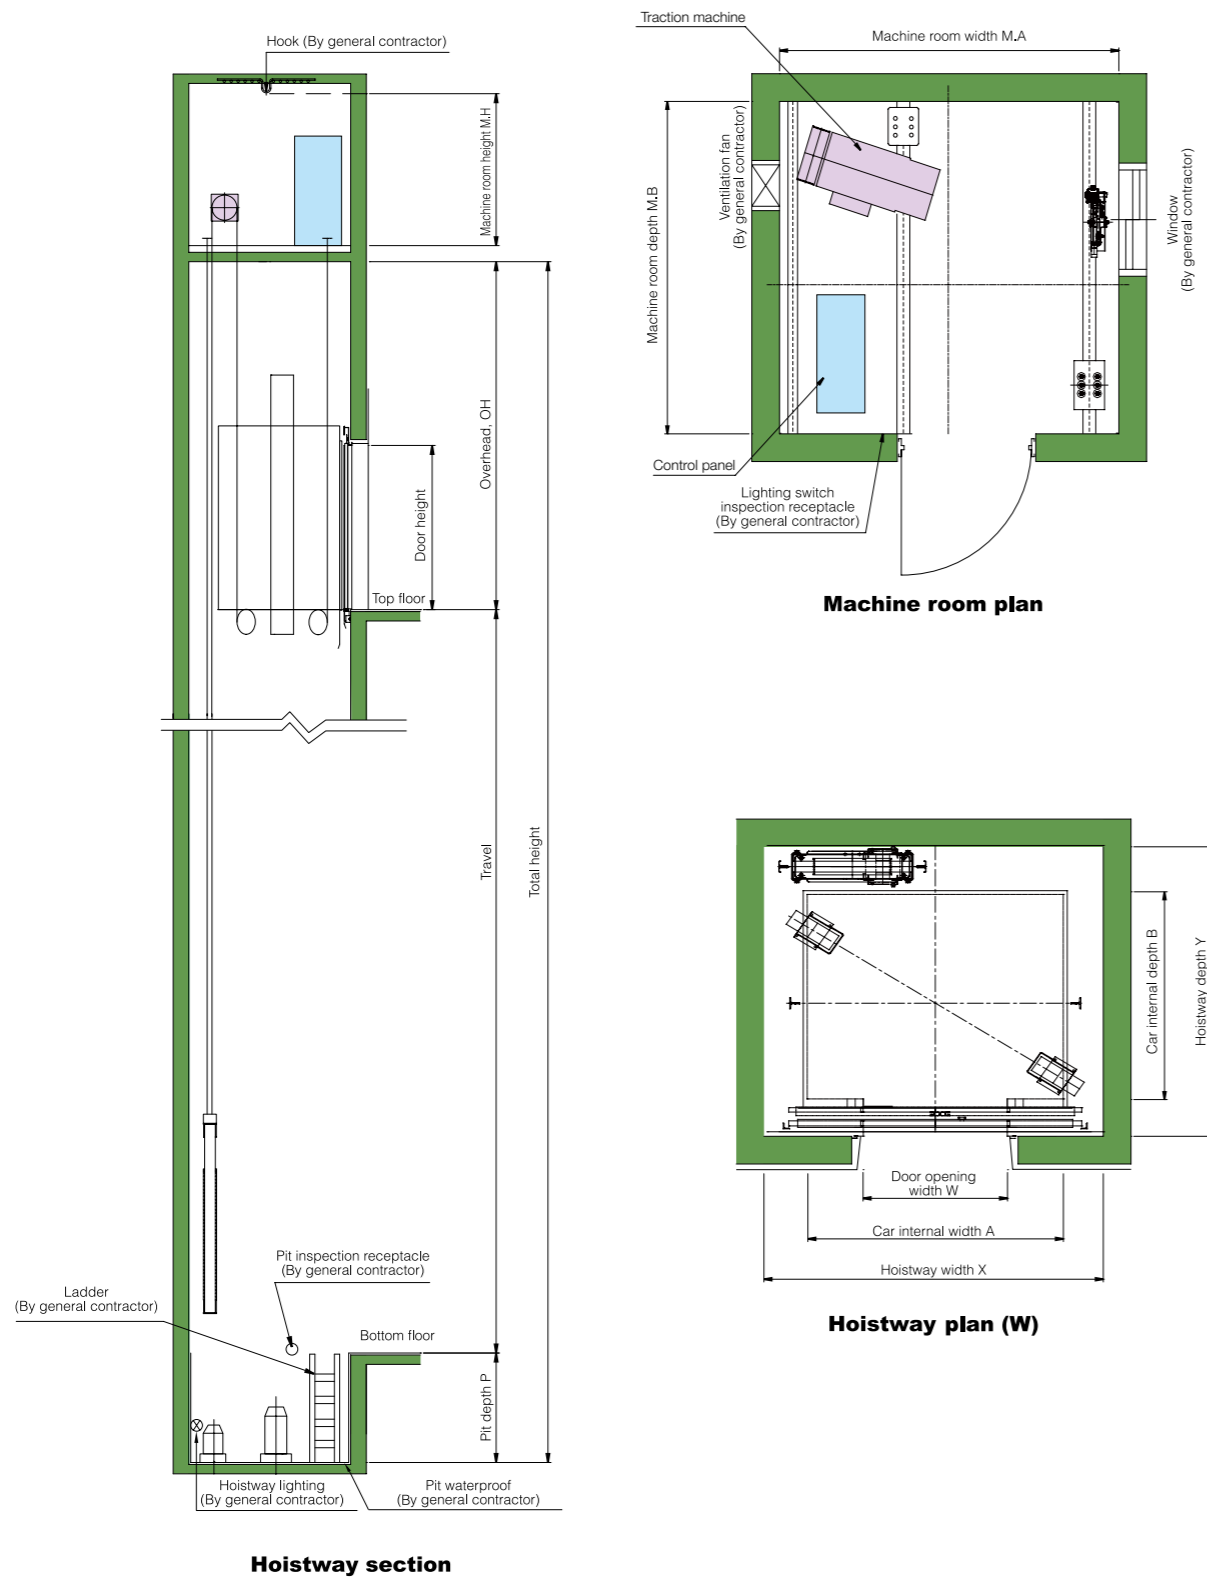 Hook (By general contractor)
Machine room height M.H
Overhead, OH
Door height
Top floor
Travel
Total height
Pit inspection receptacle
(By general contractor)
Ladder
(By general contractor)
Bottom floor
Pit depth P
Hoistway lighting
(By general contractor)
Pit waterproof
(By general contractor)
Hoistway section
Traction machine
Machine room width M.A
Machine room depth M.B
Ventilation fan
(By general contractor)
Window
(By general contractor)
Control panel
Lighting switch
inspection receptacle
(By general contractor)
Machine room plan
Car internal depth B
Hoistway depth Y
Door opening
width W
Car internal width A
Hoistway width X
Hoistway plan (W)